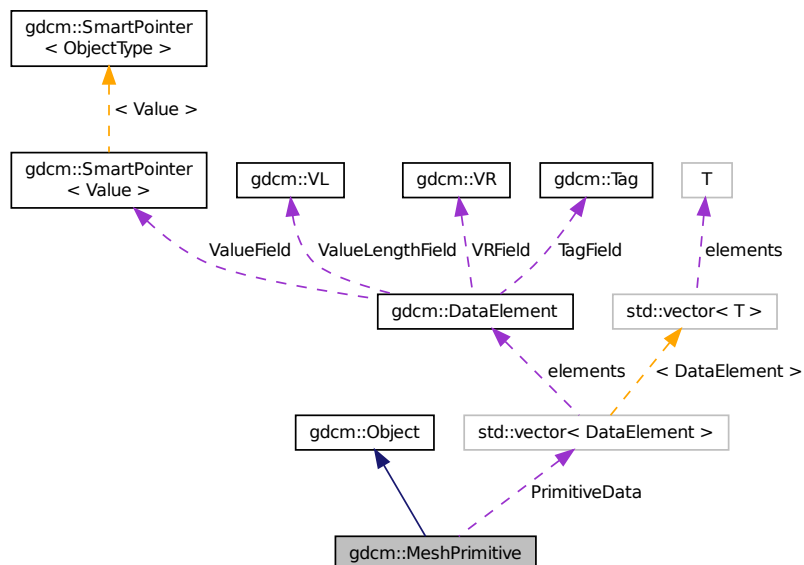 gdcm::SmartPointer
< ObjectType >
< Value >
gdcm::SmartPointer
< Value >
gdcm::VL
gdcm::VR
gdcm::Tag
T
ValueField
ValueLengthField
VRField
TagField
elements
gdcm::DataElement
std::vector< T >
elements
< DataElement >
gdcm::Object
std::vector< DataElement >
PrimitiveData
gdcm::MeshPrimitive